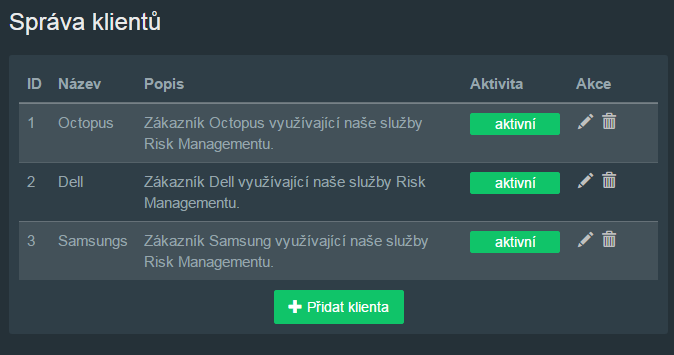 Správa klientů
ID Název Popis Aktivita Akce
1 Octopus Zákazník Octopus využívající naše služby aktivní
Risk Managementu.
2 Dell Zákazník Dell využívající naše služby Risk aktivní
Managementu.
3 Samsungs Zákazník Samsung využívající naše služby aktivní
Risk Managementu.
Přidat klienta